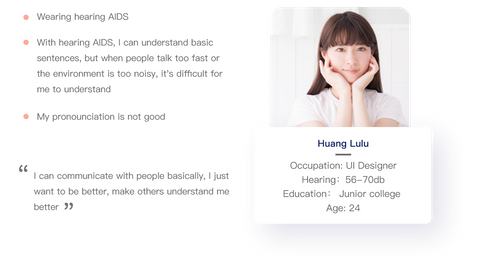 Wearing hearing AIDS
With hearing AIDS, I can understand basic
sentences, but when people talk too fast or
the environment is too noisy, it's difficult for
me to understand
My pronounciation is not good
“ I can communicate with people basically, I just
want to be better, make others understand me
better ”
Huang Lulu
Occupation: UI Designer
Hearing：56-70db
Education： Junior college
Age: 24